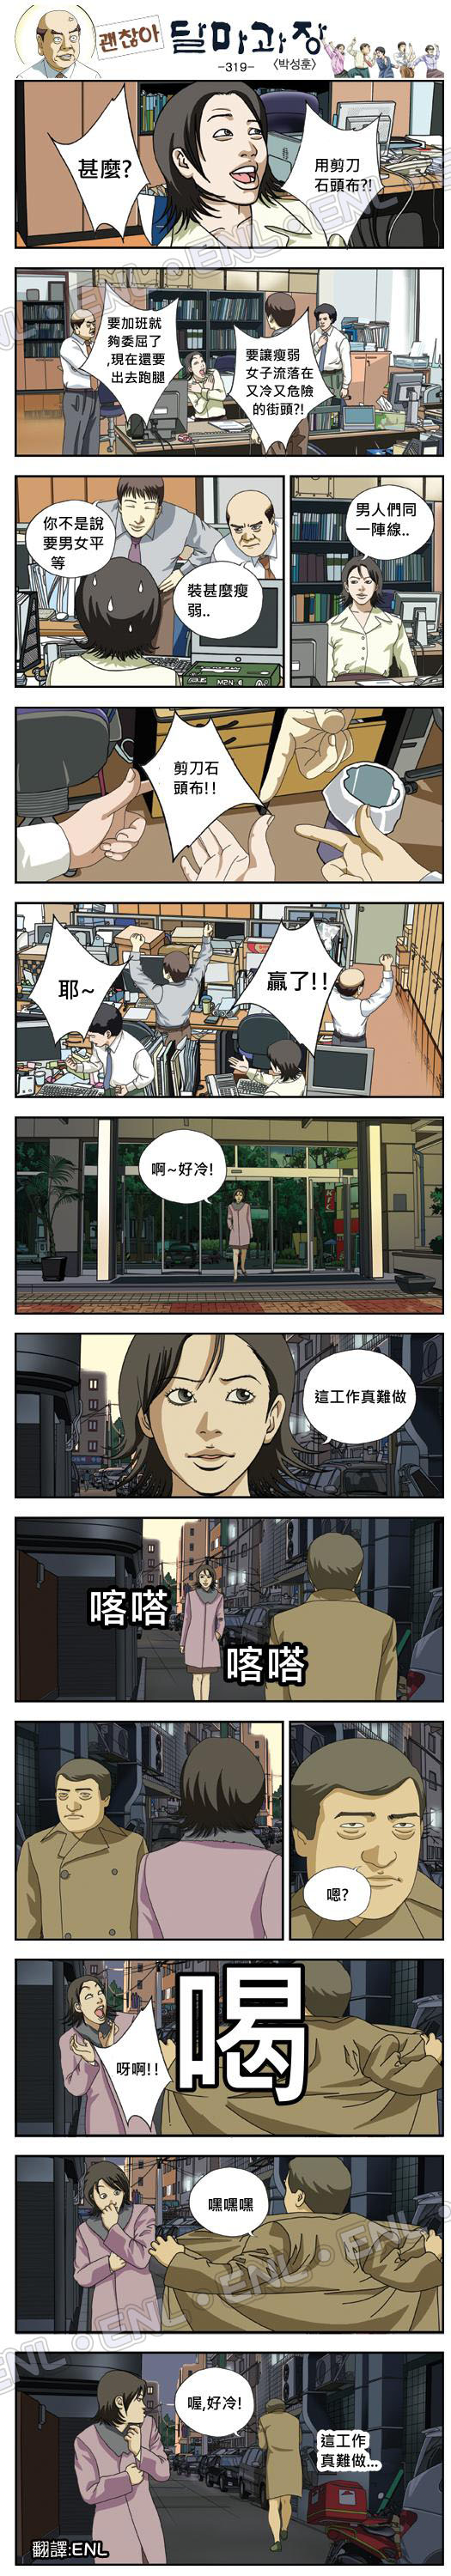 괜찮아 달마과장
-319- <박성훈>
甚麼?
用剪刀
石頭布?!
要加班就
夠委屈了
,現在還要
出去跑腿
要讓瘦弱
女子流落在
又冷又危險
的街頭?!
你不是說
要男女平
等
裝甚麼瘦
弱..
男人們同
一陣線..
剪刀石
頭布!!
耶~
贏了!!
啊~好冷!
這工作真難做
喀嗒
喀嗒
嗯?
呀啊!!
喝
嘿嘿嘿
喔,好冷!
這工作
真難做...
翻譯:ENL